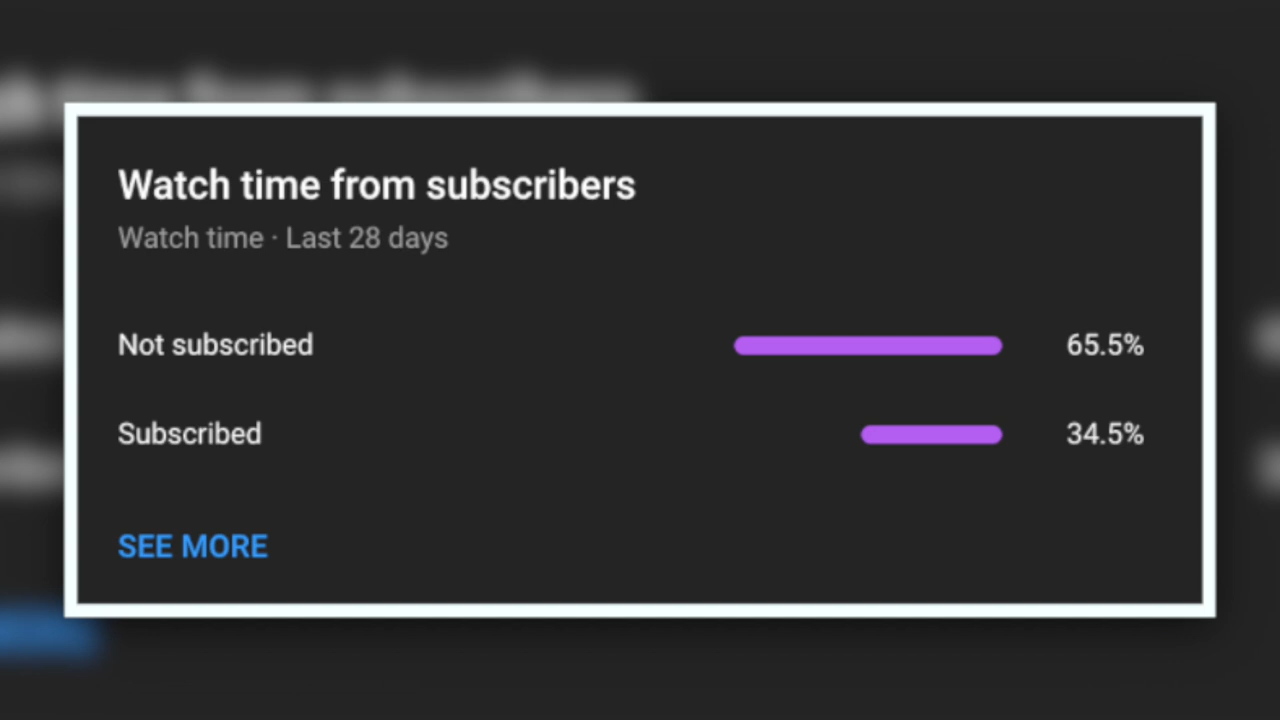 Watch time from subscribers
Watch time · Last 28 days
Not subscribed 65.5%
Subscribed 34.5%
SEE MORE